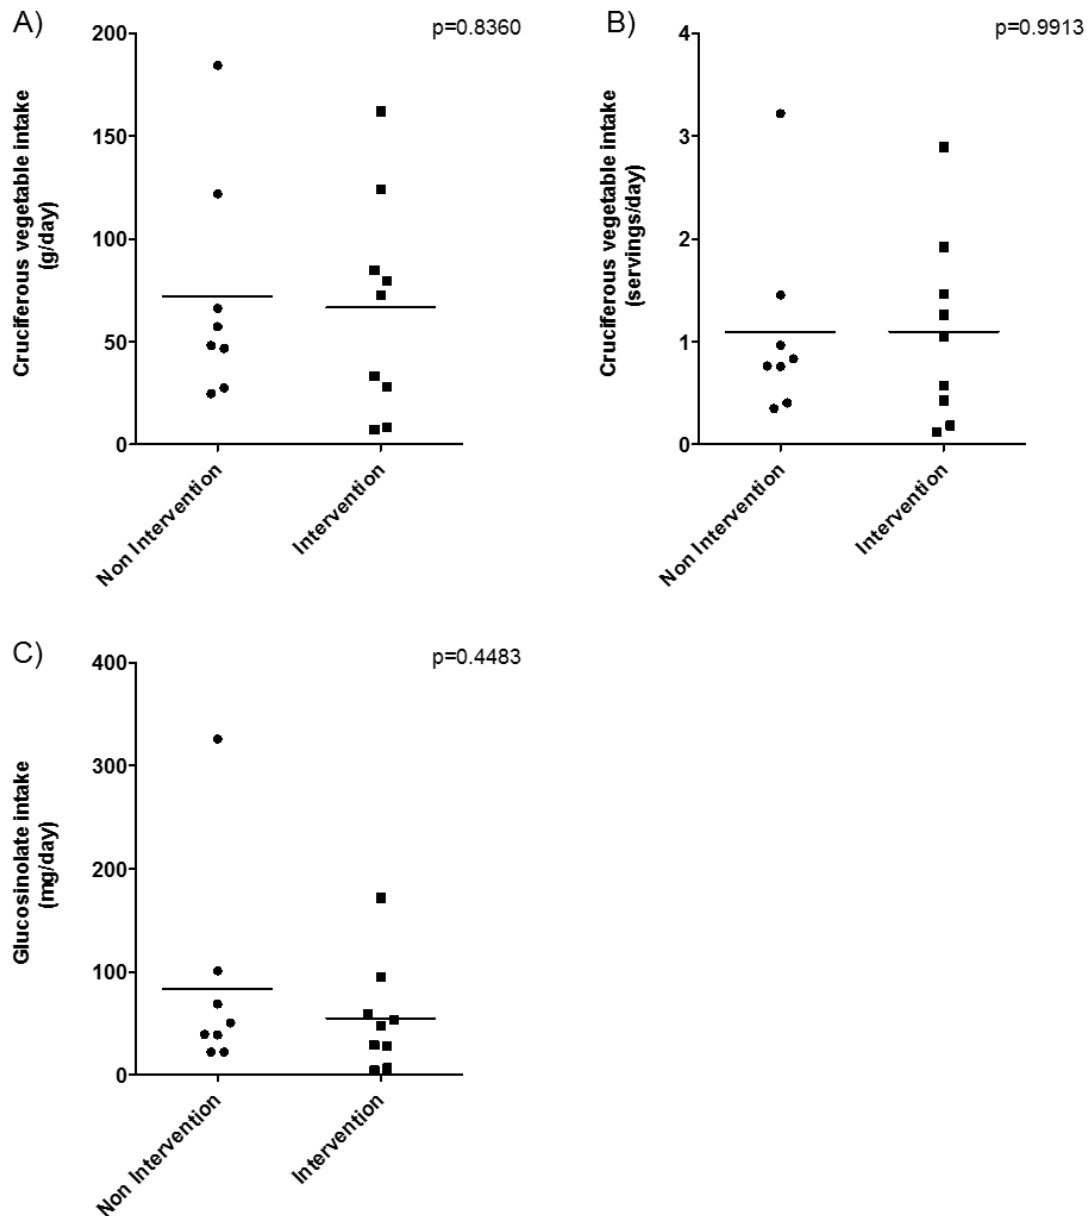 A)
p=0.8360
Cruciferous vegetable intake
(g/day)
200
150
100
50
0
Non Intervention
Intervention
B)
p=0.9913
Cruciferous vegetable intake
(servings/day)
4
3
2
1
0
Non Intervention
Intervention
C)
p=0.4483
Glucosinolate intake
(mg/day)
400
300
200
100
0
Non Intervention
Intervention